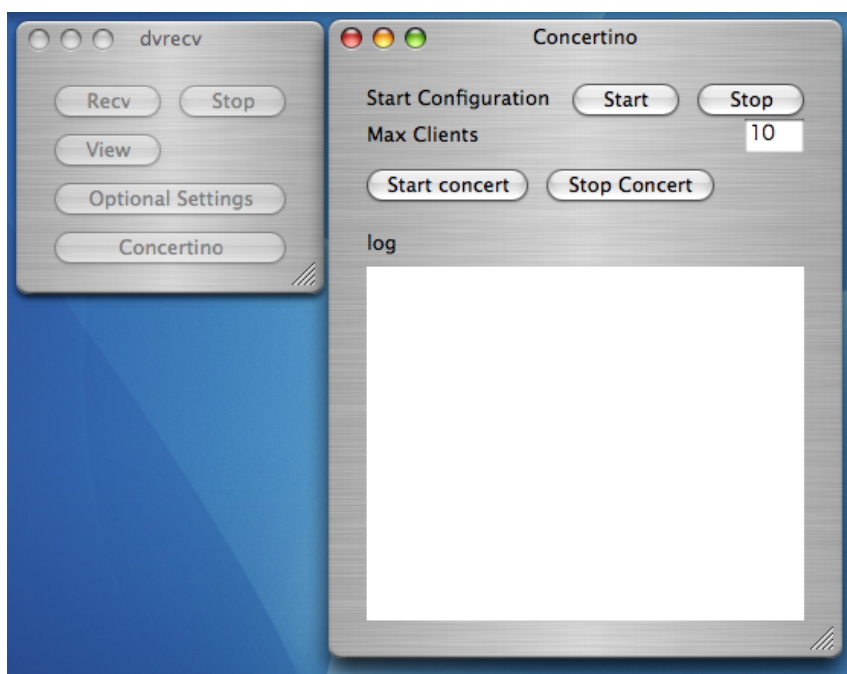 dvrecv
Recv Stop
View
Optional Settings
Concertino
Concertino
Start Configuration Start Stop
Max Clients 10
Start concert Stop Concert
log